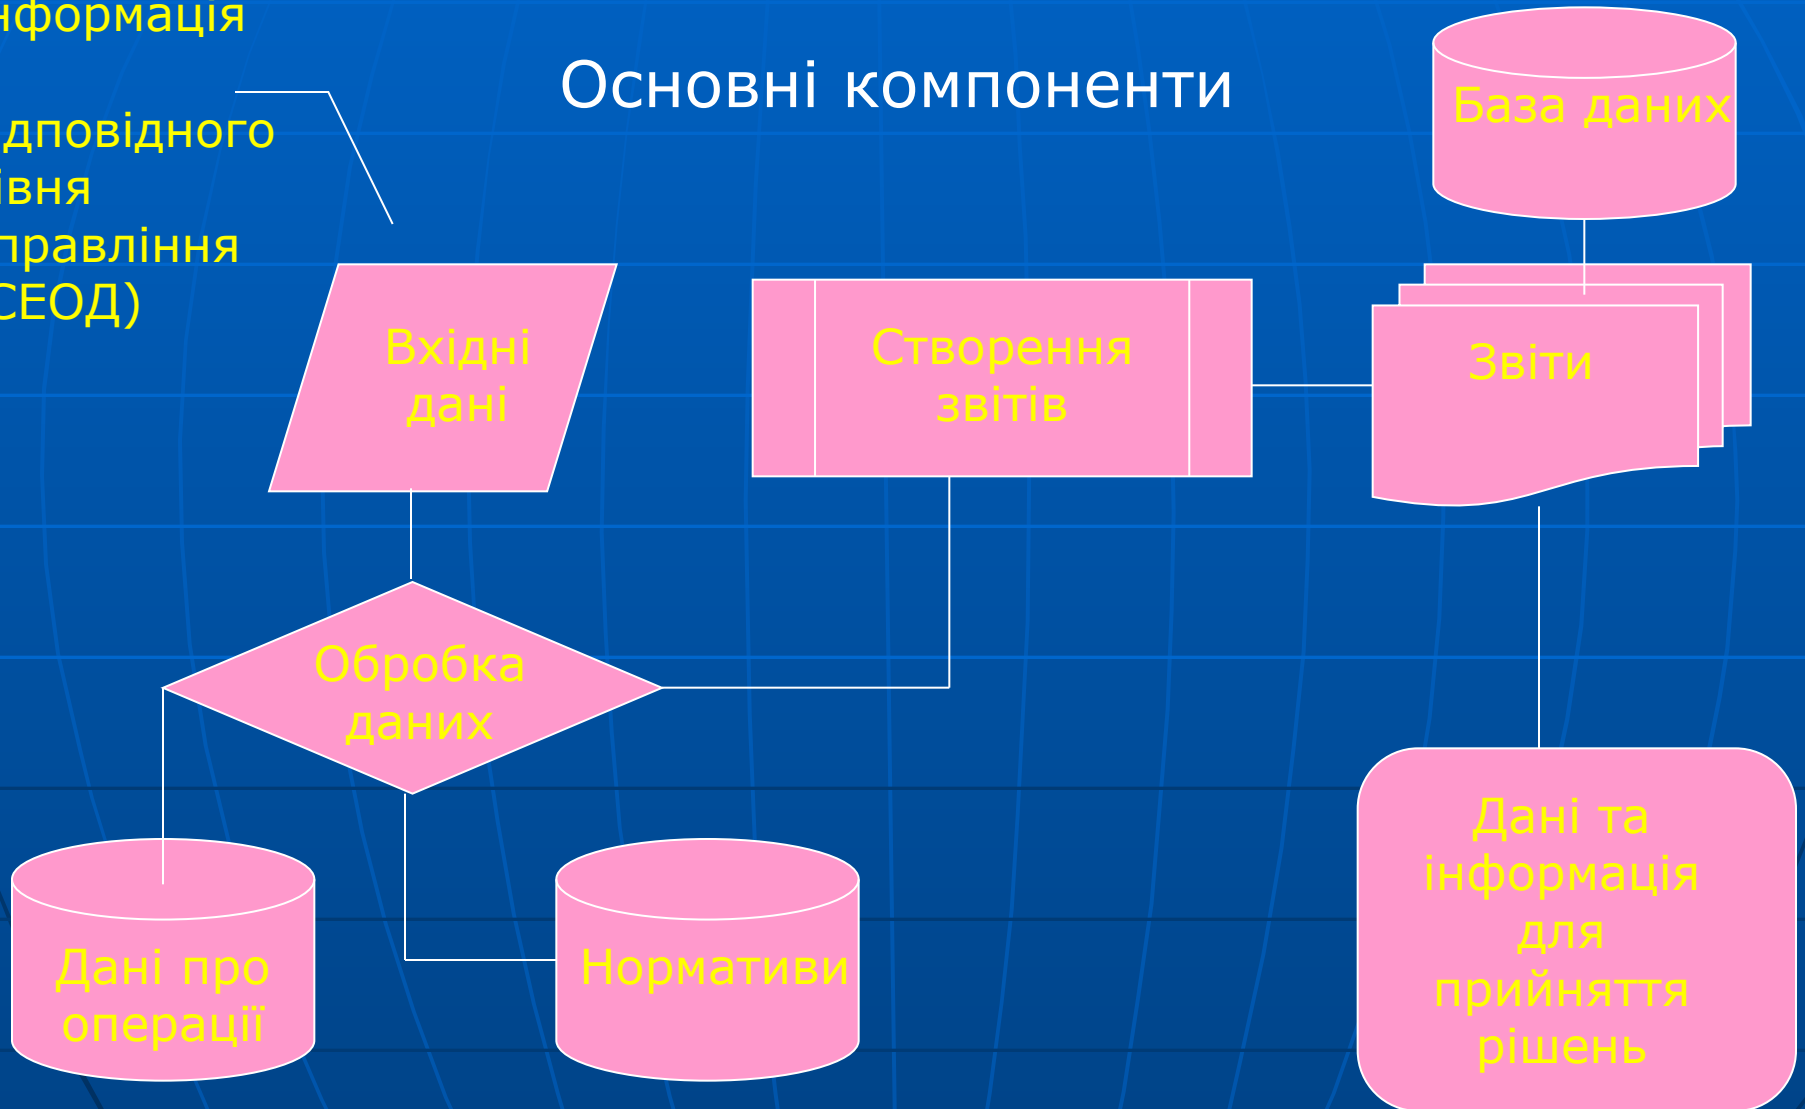 нформація
дповідного
івня
правління
СЕОД)
Основні компоненти
База даних
Вхідні
дані
Створення
звітів
Звіти
Обробка
даних
Дані про
операції
Нормативи
Дані та
інформація
для
прийняття
рішень